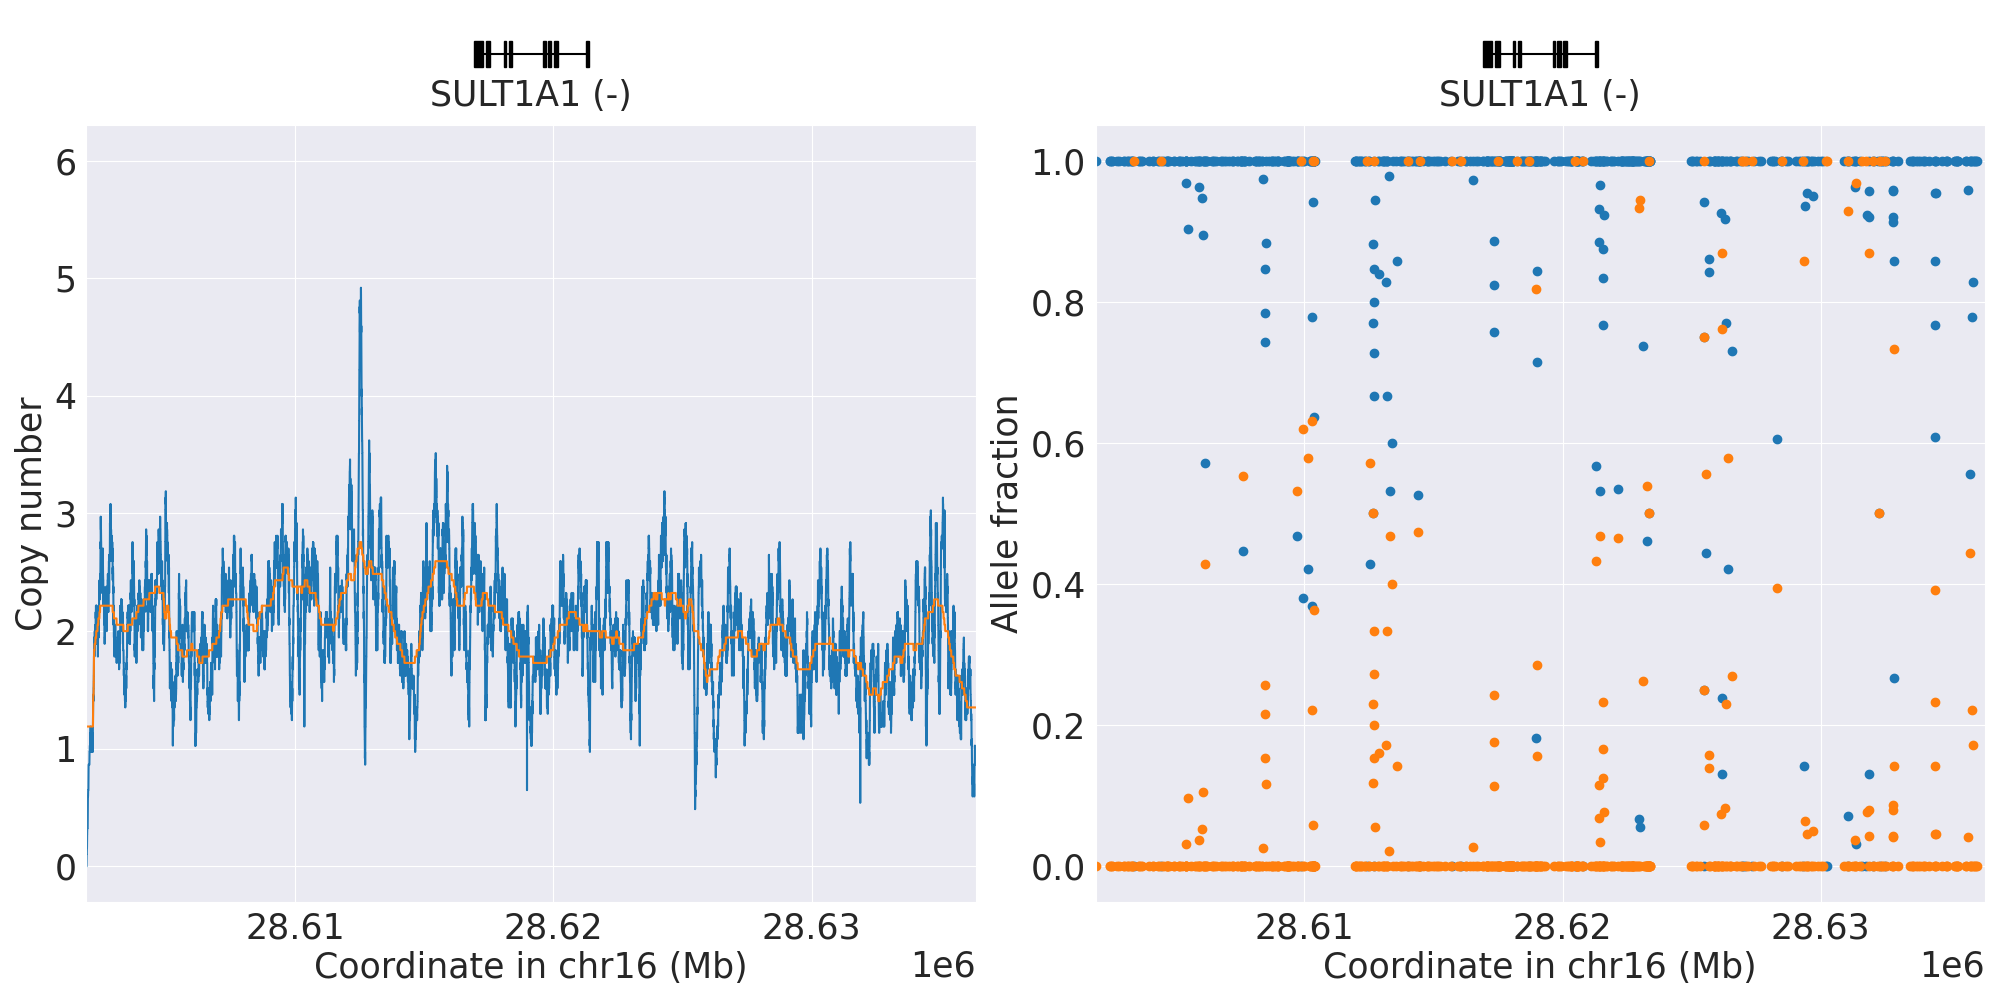 SULT1A1 (-)
6
5
4
3
2
1
0
Copy number
28.61
28.62
28.63
Coordinate in chr16 (Mb)
1e6
SULT1A1 (-)
1.0
0.8
0.6
0.4
0.2
0.0
Allele fraction
28.61
28.62
28.63
Coordinate in chr16 (Mb)
1e6